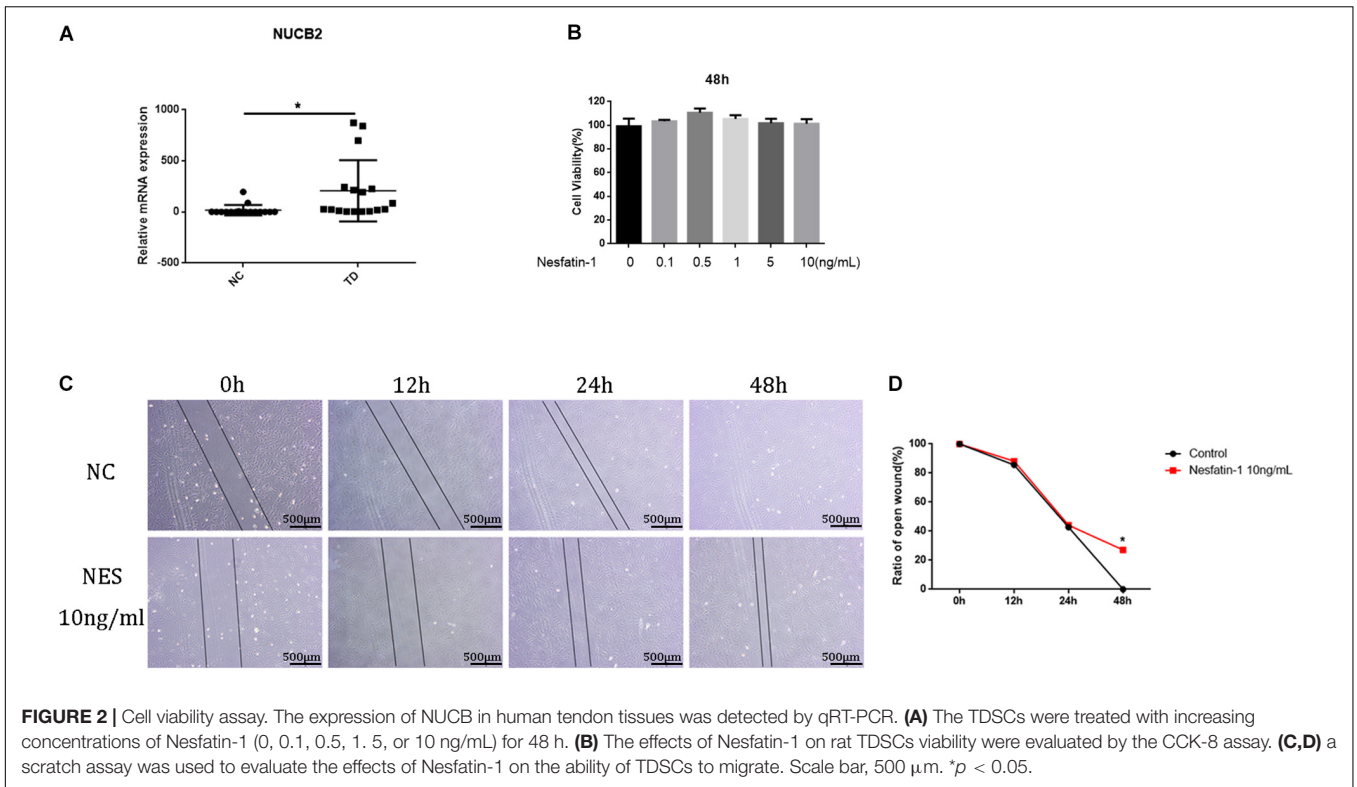 A
NUCB2
*
Relative mRNA expression
1000
500
0
-500
NC
TD
B
48h
Cell Viability(%)
120
100
80
60
40
20
0
Nesfatin-1 0 0.1 0.5 1 5 10(ng/mL)
C
0h 12h 24h 48h
NC
500μm 500μm 500μm 500μm
NES
10ng/ml
500μm 500μm 500μm 500μm
D
Ratio of open wound(%)
100
80
60
40
20
0
0h 12h 24h 48h
*
Control
Nesfatin-1 10ng/mL
FIGURE 2 | Cell viability assay. The expression of NUCB in human tendon tissues was detected by qRT-PCR. (A) The TDSCs were treated with increasing
concentrations of Nesfatin-1 (0, 0.1, 0.5, 1. 5, or 10 ng/mL) for 48 h. (B) The effects of Nesfatin-1 on rat TDSCs viability were evaluated by the CCK-8 assay. (C,D) a
scratch assay was used to evaluate the effects of Nesfatin-1 on the ability of TDSCs to migrate. Scale bar, 500 μm. *p < 0.05.